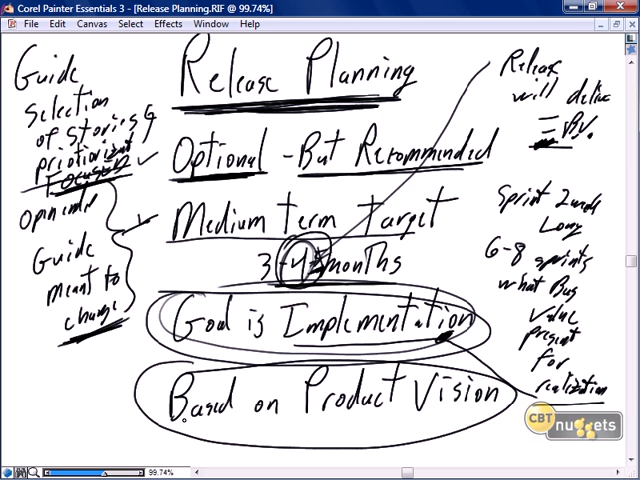 Corel Painter Essentials 3 - [Release Planning.RIF @ 99.74%]
File Edit Canvas Select Effects Window Help
Release Planning
Optional - But Recommended
Medium Term Target
3-4 months
Goal is Implementation
Based on Product Vision
Guide
Selection
of stories &
Focus
Open ended
Guide
meant to
change
Release
will
BV.
Sprint 2wks
Long
6-8 sprints
what Bus
Value
present
for
realization
CBT
nuggets
99.74%